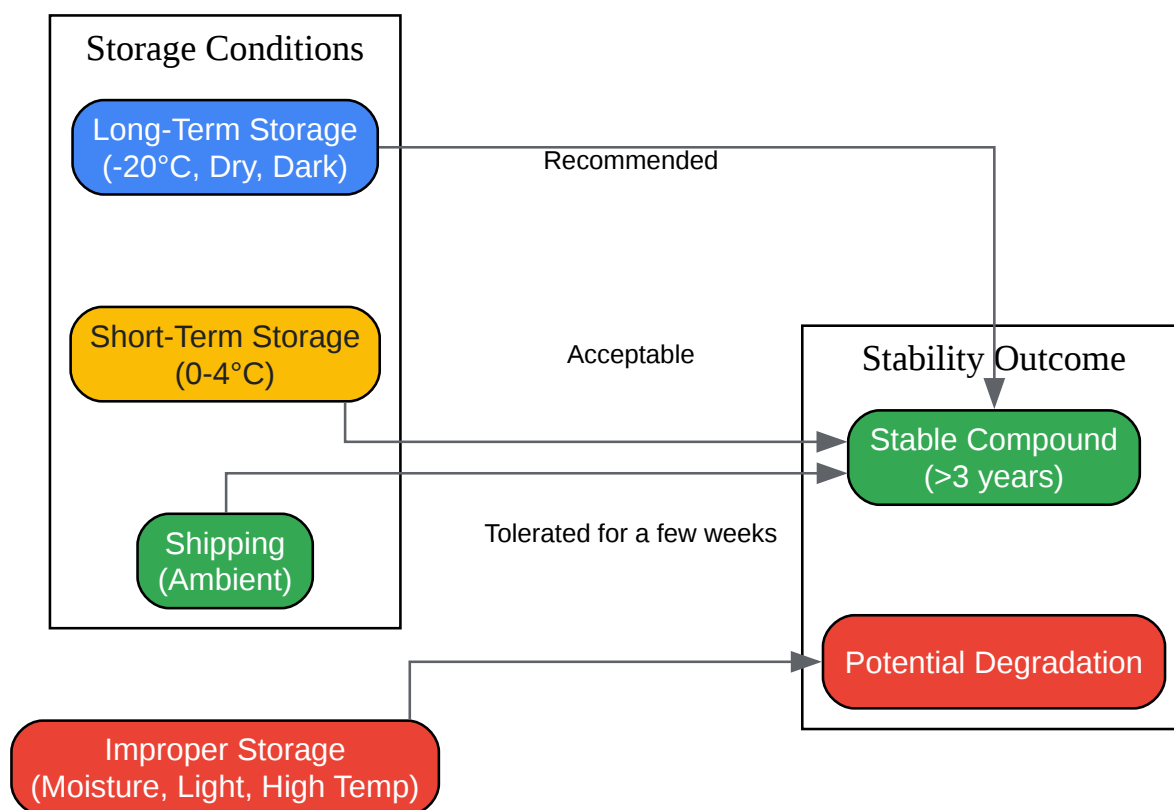 Storage Conditions
Long-Term Storage
(-20°C, Dry, Dark)
Recommended
Short-Term Storage
(0-4°C)
Acceptable
Stability Outcome
Stable Compound
(>3 years)
Shipping
(Ambient)
Tolerated for a few weeks
Potential Degradation
Improper Storage
(Moisture, Light, High Temp)